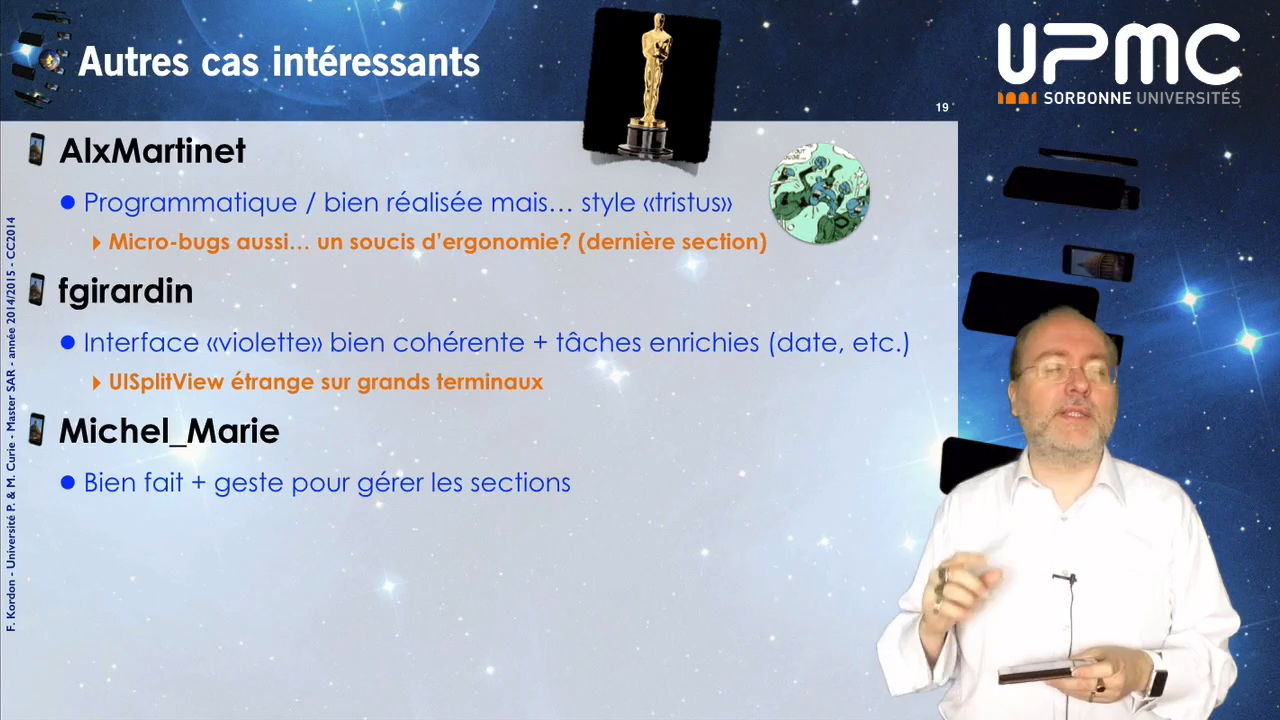 Autres cas intéressants
UPMC
SORBONNE UNIVERSITÉS
19
AlxMartinet
Programmatique / bien réalisée mais… style «tristus»
Micro-bugs aussi… un soucis d'ergonomie? (dernière section)
fgirardin
Interface «violette» bien cohérente + tâches enrichies (date, etc.)
UISplitView étrange sur grands terminaux
Michel_Marie
Bien fait + geste pour gérer les sections
F. Kordon - Université P. & M. Curie - Master SAR - année 2014/2015 - CC2014